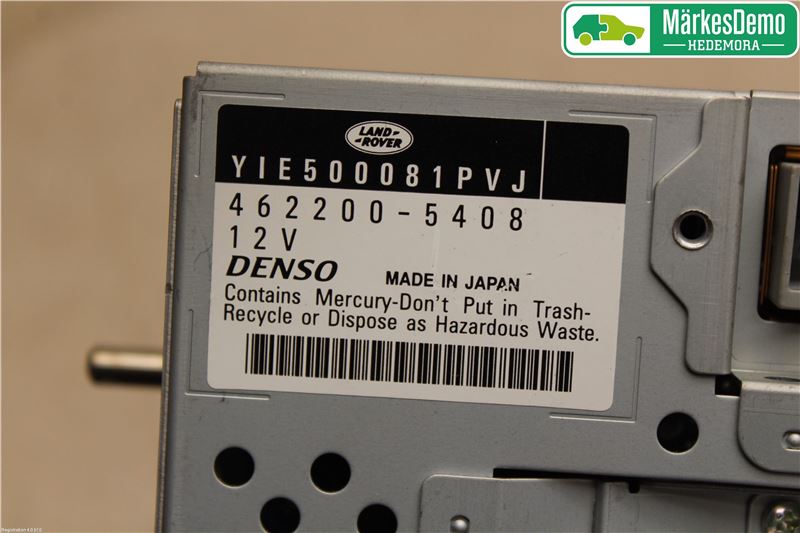 MärkesDemo
HEDEMORA
LAND-
-ROVER
YIE500081PVJ
462200-5408
12V
DENSO MADE IN JAPAN
Contains Mercury-Don't Put in Trash-
Recycle or Dispose as Hazardous Waste.